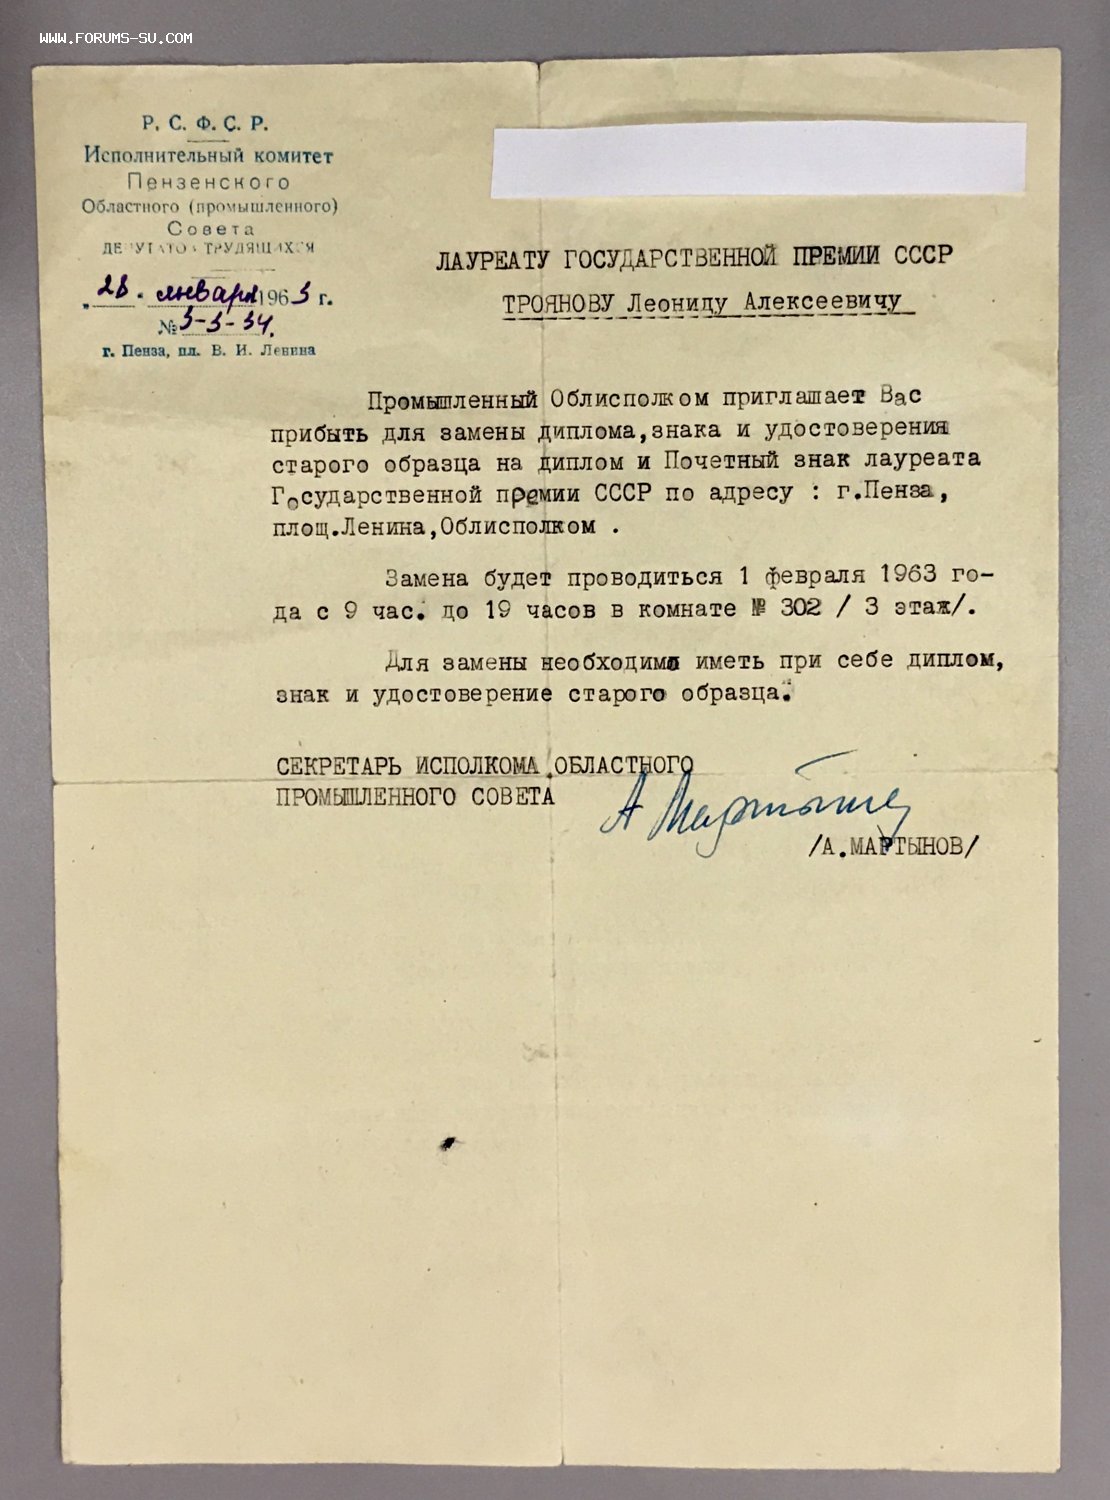 WWW.FORUMS-SU.COM
Р. С. Ф. С. Р.
Исполнительный комитет
Пензенского
Областного (промышленного)
Совета
ДЕПУТАТОВ ТРУДЯЩИХСЯ
„28" января 1963 г.
№ 3-3-34.
г. Пенза, пл. В. И. Ленина
ЛАУРЕАТУ ГОСУДАРСТВЕННОЙ ПРЕМИИ СССР
ТРОЯНОВУ Леониду Алексеевичу
Промышленный Облисполком приглашает Вас
прибыть для замены диплома,знака и удостоверения
старого образца на диплом и Почетный знак лауреата
Государственной премии СССР по адресу : г.Пенза,
площ.Ленина,Облисполком .
Замена будет проводиться 1 февраля 1963 го-
да с 9 час. до 19 часов в комнате № 302 / 3 этаж/.
Для замены необходимо иметь при себе диплом,
знак и удостоверение старого образца.
СЕКРЕТАРЬ ИСПОЛКОМА ОБЛАСТНОГО
ПРОМЫШЛЕННОГО СОВЕТА
А Мартынов
/А.МАРТЫНОВ/